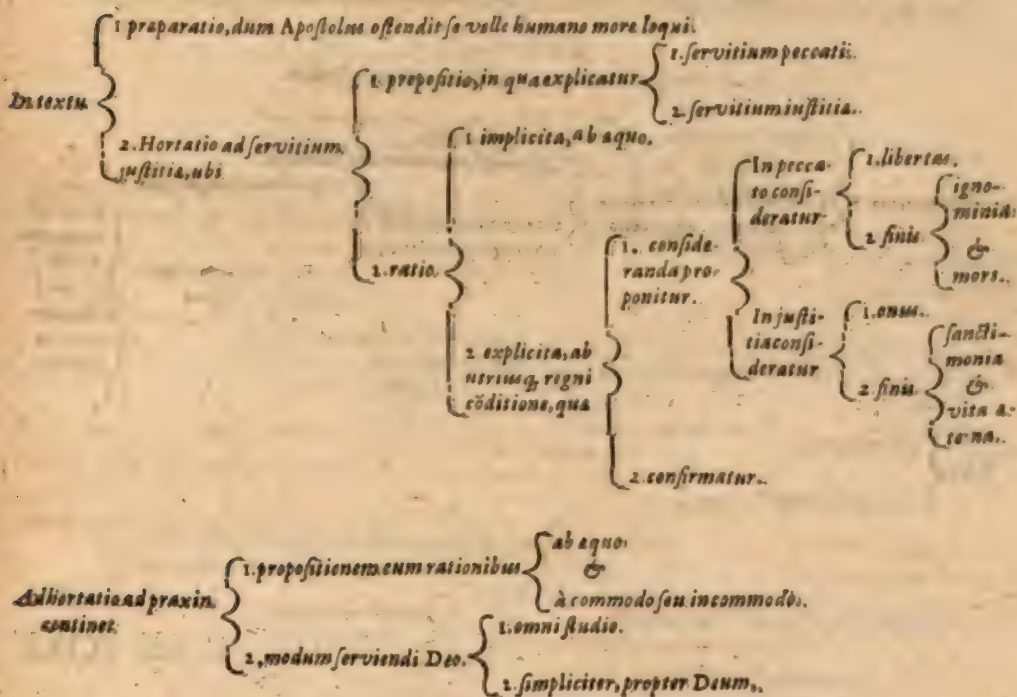 1 preparatio, dum Apostolus ostendit se velle humano more loqui.
In textu
2. Hortatio ad servitium
justitiæ, ubi
1. propositio, in qua explicatur
1. servitium peccati.
2. servitium iustitiæ.
2. ratio.
1 implicita, ab æquo.
2 explicita, ab
utriusq; regni
cõditione, quæ
1. conside-
randa pro-
ponitur.
In pecca-
to consi-
deratur
1. libertas.
2 finis.
igno-
minia
&
mors.
In justi-
tia consi-
deratur
1. onus.
2. finis
sancti-
monia
&
vita æ-
terna.
2. confirmatur.
Adhortatio ad praxin
continet
1. propositionem cum rationibus
ab æquo
&
à commodo seu incommodo.
2, modum serviendi Deo.
1. omni studio.
2. simpliciter, propter Deum.